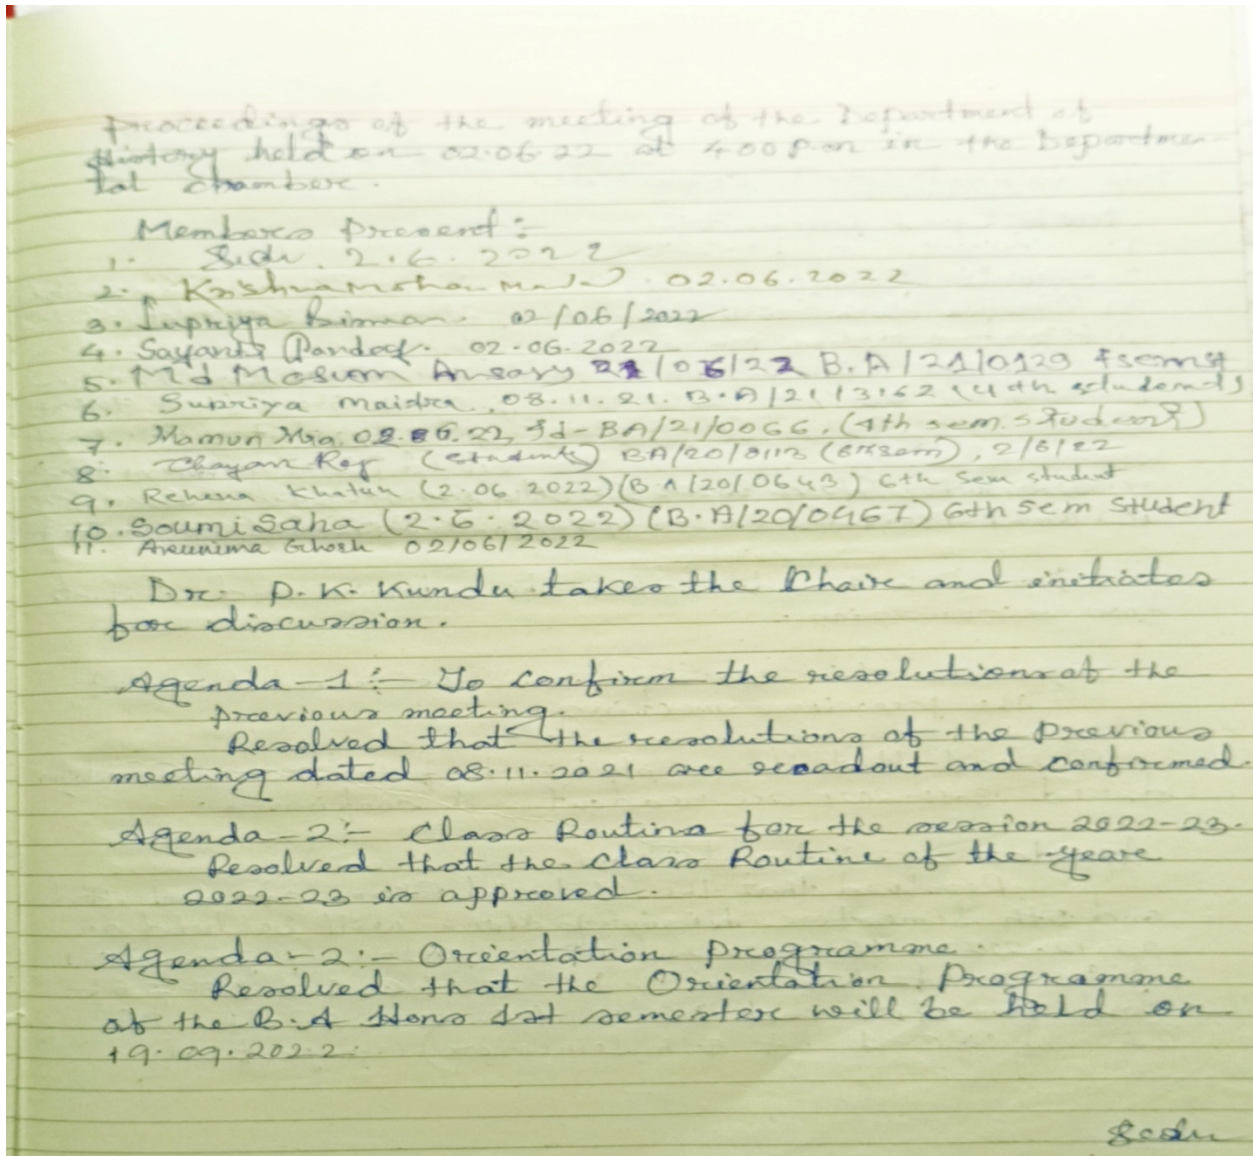 Proceedings of the meeting of the Department of
History held on 02.06.22 at 4.00 p.m in the Departmen-
tal Chamber.
Members Present :
1. 2.6.2022
2. Krishnamohan 02.06.2022
3. Supriya 02/06/2022
4. Sayanti Pandey. 02.06.2022
5. Md Mosum Ansary /06/22 B.A/21/0129
6. Supriya Maidra 08.11.21. B.A/21/3162 (4th
7. Mamun Mia, 02.06.22, Id-BA/21/0066, (4th sem. student)
8. Chayan Roy (student) BA/20/0113 (6th sem), 2/6/22
9. Rehena Khatun (2.06.2022) (B.A/20/0643) 6th Sem student
10. Soumi Saha (2.6.2022) (B.A/20/0467) 6th Sem Student
11. Arunima Ghosh 02/06/2022
Dr. P. K. Kundu takes the Chair and initiates
for discussion.
Agenda-1:- To confirm the resolutions of the
previous meeting.
Resolved that the resolutions of the previous
meeting dated 08.11.2021 are readout and confirmed.
Agenda-2:- Class Routine for the session 2022-23.
Resolved that the Class Routine of the year
2022-23 is approved.
Agenda-2:- Orientation Programme.
Resolved that the Orientation Programme
of the B.A Hons 1st semester will be held on
19.09.2022.